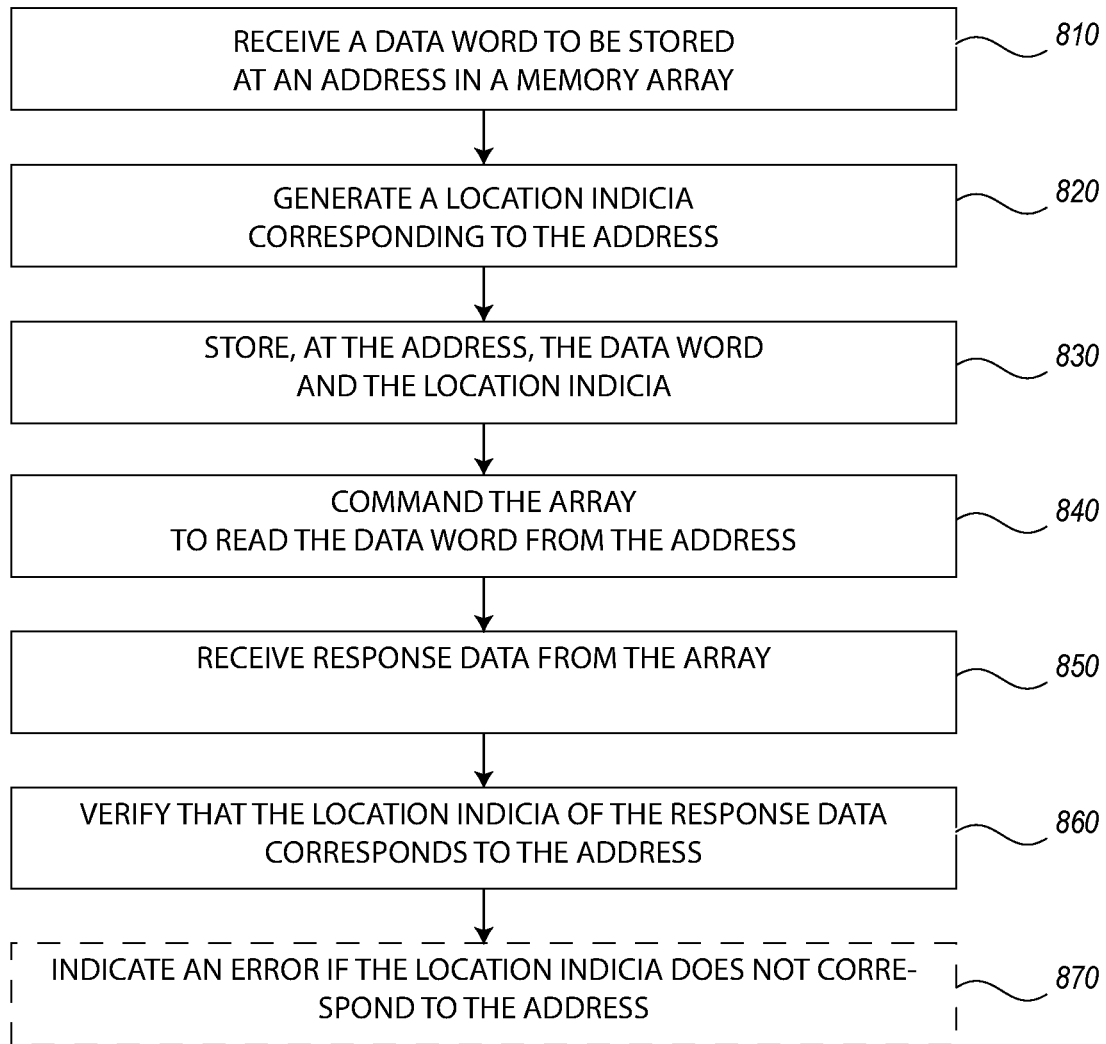 RECEIVE A DATA WORD TO BE STORED
AT AN ADDRESS IN A MEMORY ARRAY
810
GENERATE A LOCATION INDICIA
CORRESPONDING TO THE ADDRESS
820
STORE, AT THE ADDRESS, THE DATA WORD
AND THE LOCATION INDICIA
830
COMMAND THE ARRAY
TO READ THE DATA WORD FROM THE ADDRESS
840
RECEIVE RESPONSE DATA FROM THE ARRAY
850
VERIFY THAT THE LOCATION INDICIA OF THE RESPONSE DATA
CORRESPONDS TO THE ADDRESS
860
INDICATE AN ERROR IF THE LOCATION INDICIA DOES NOT CORRE-
SPOND TO THE ADDRESS
870